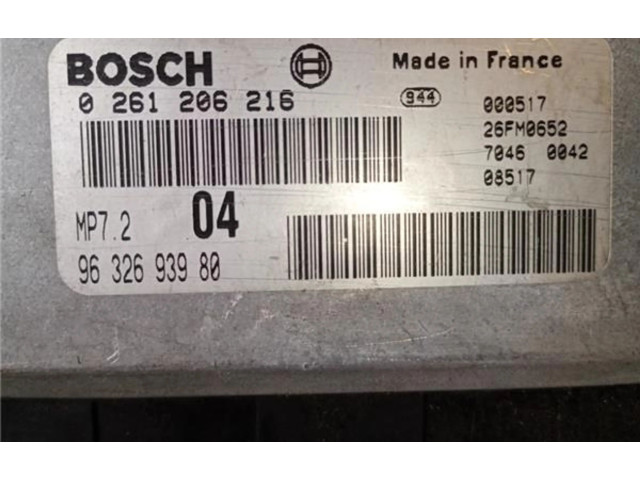 BOSCH Made in France
0 261 206 216 944 000517
26FM0652
7046 0042
08517
MP7.2 04
96 326 939 80